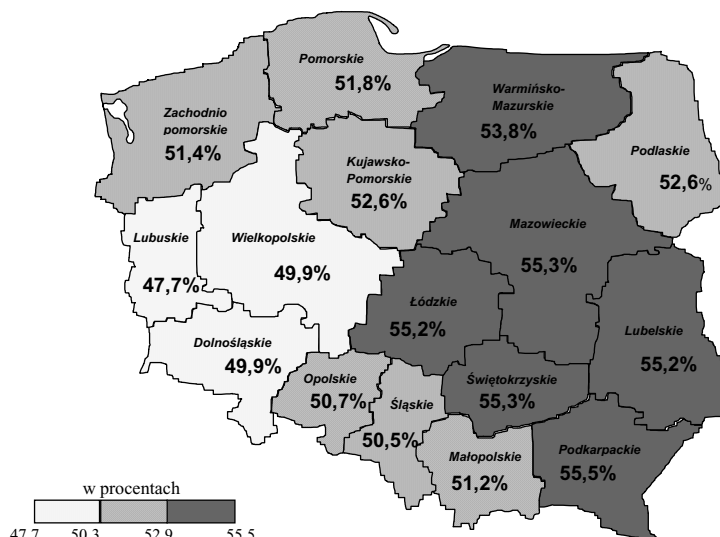 Pomorskie
51,8%
Warmińsko-
Mazurskie
53,8%
Zachodnio
pomorskie
51,4%
Podlaskie
52,6%
Kujawsko-
Pomorskie
52,6%
Mazowieckie
55,3%
Lubuskie
47,7%
Wielkopolskie
49,9%
Łódzkie
55,2%
Lubelskie
55,2%
Dolnośląskie
49,9%
Opolskie
50,7%
Śląskie
50,5%
Świętokrzyskie
55,3%
Małopolskie
51,2%
Podkarpackie
55,5%
w procentach
47,7 50,3 52,9 55,5